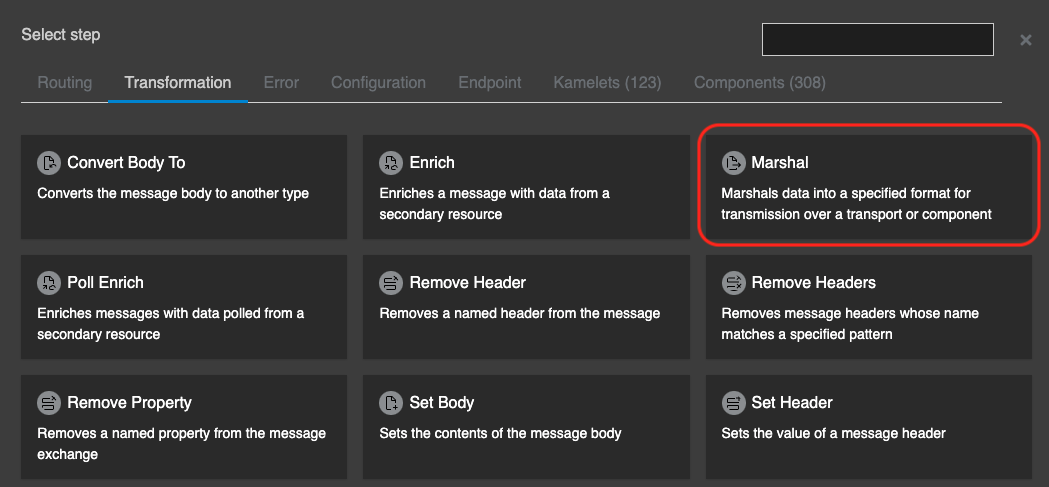 Select step
Routing Transformation Error Configuration Endpoint Kamelets (123) Components (308)
Convert Body To
Converts the message body to another type
Enrich
Enriches a message with data from a
secondary resource
Marshal
Marshals data into a specified format for
transmission over a transport or component
Poll Enrich
Enriches messages with data polled from a
secondary resource
Remove Header
Removes a named header from the message
Remove Headers
Removes message headers whose name
matches a specified pattern
Remove Property
Removes a named property from the message
exchange
Set Body
Sets the contents of the message body
Set Header
Sets the value of a message header